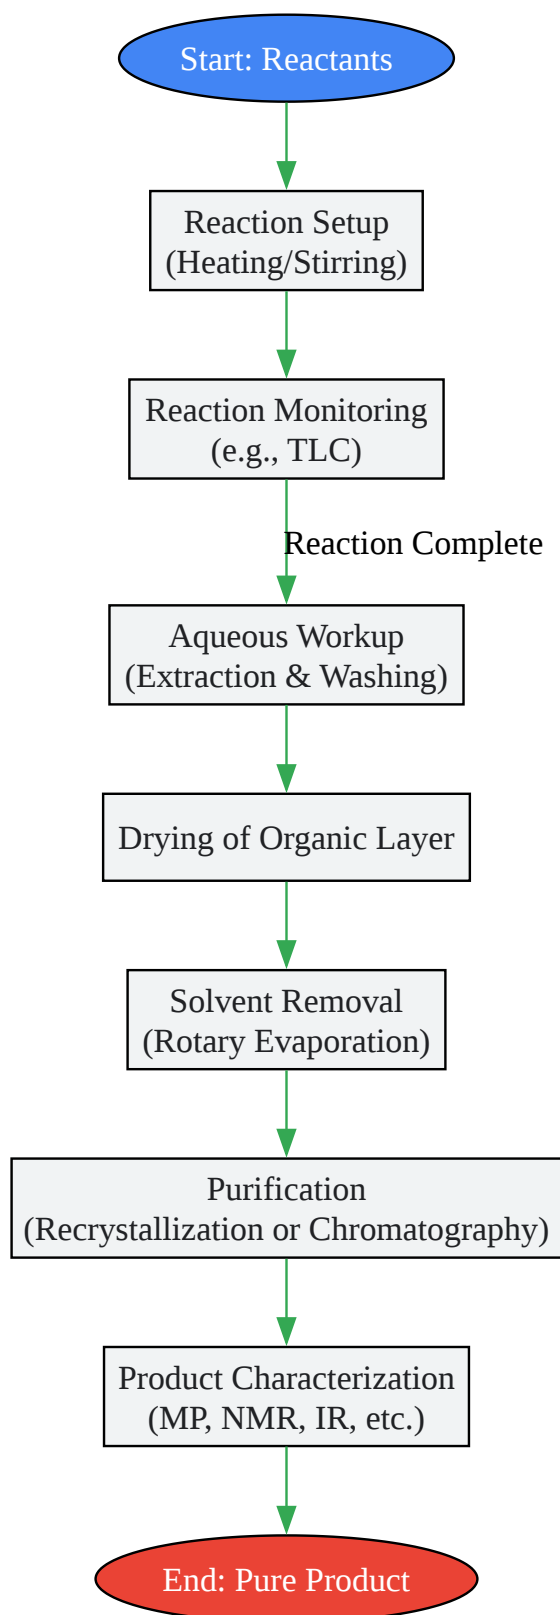 Start: Reactants
Reaction Setup
(Heating/Stirring)
Reaction Monitoring
(e.g., TLC)
Reaction Complete
Aqueous Workup
(Extraction & Washing)
Drying of Organic Layer
Solvent Removal
(Rotary Evaporation)
Purification
(Recrystallization or Chromatography)
Product Characterization
(MP, NMR, IR, etc.)
End: Pure Product